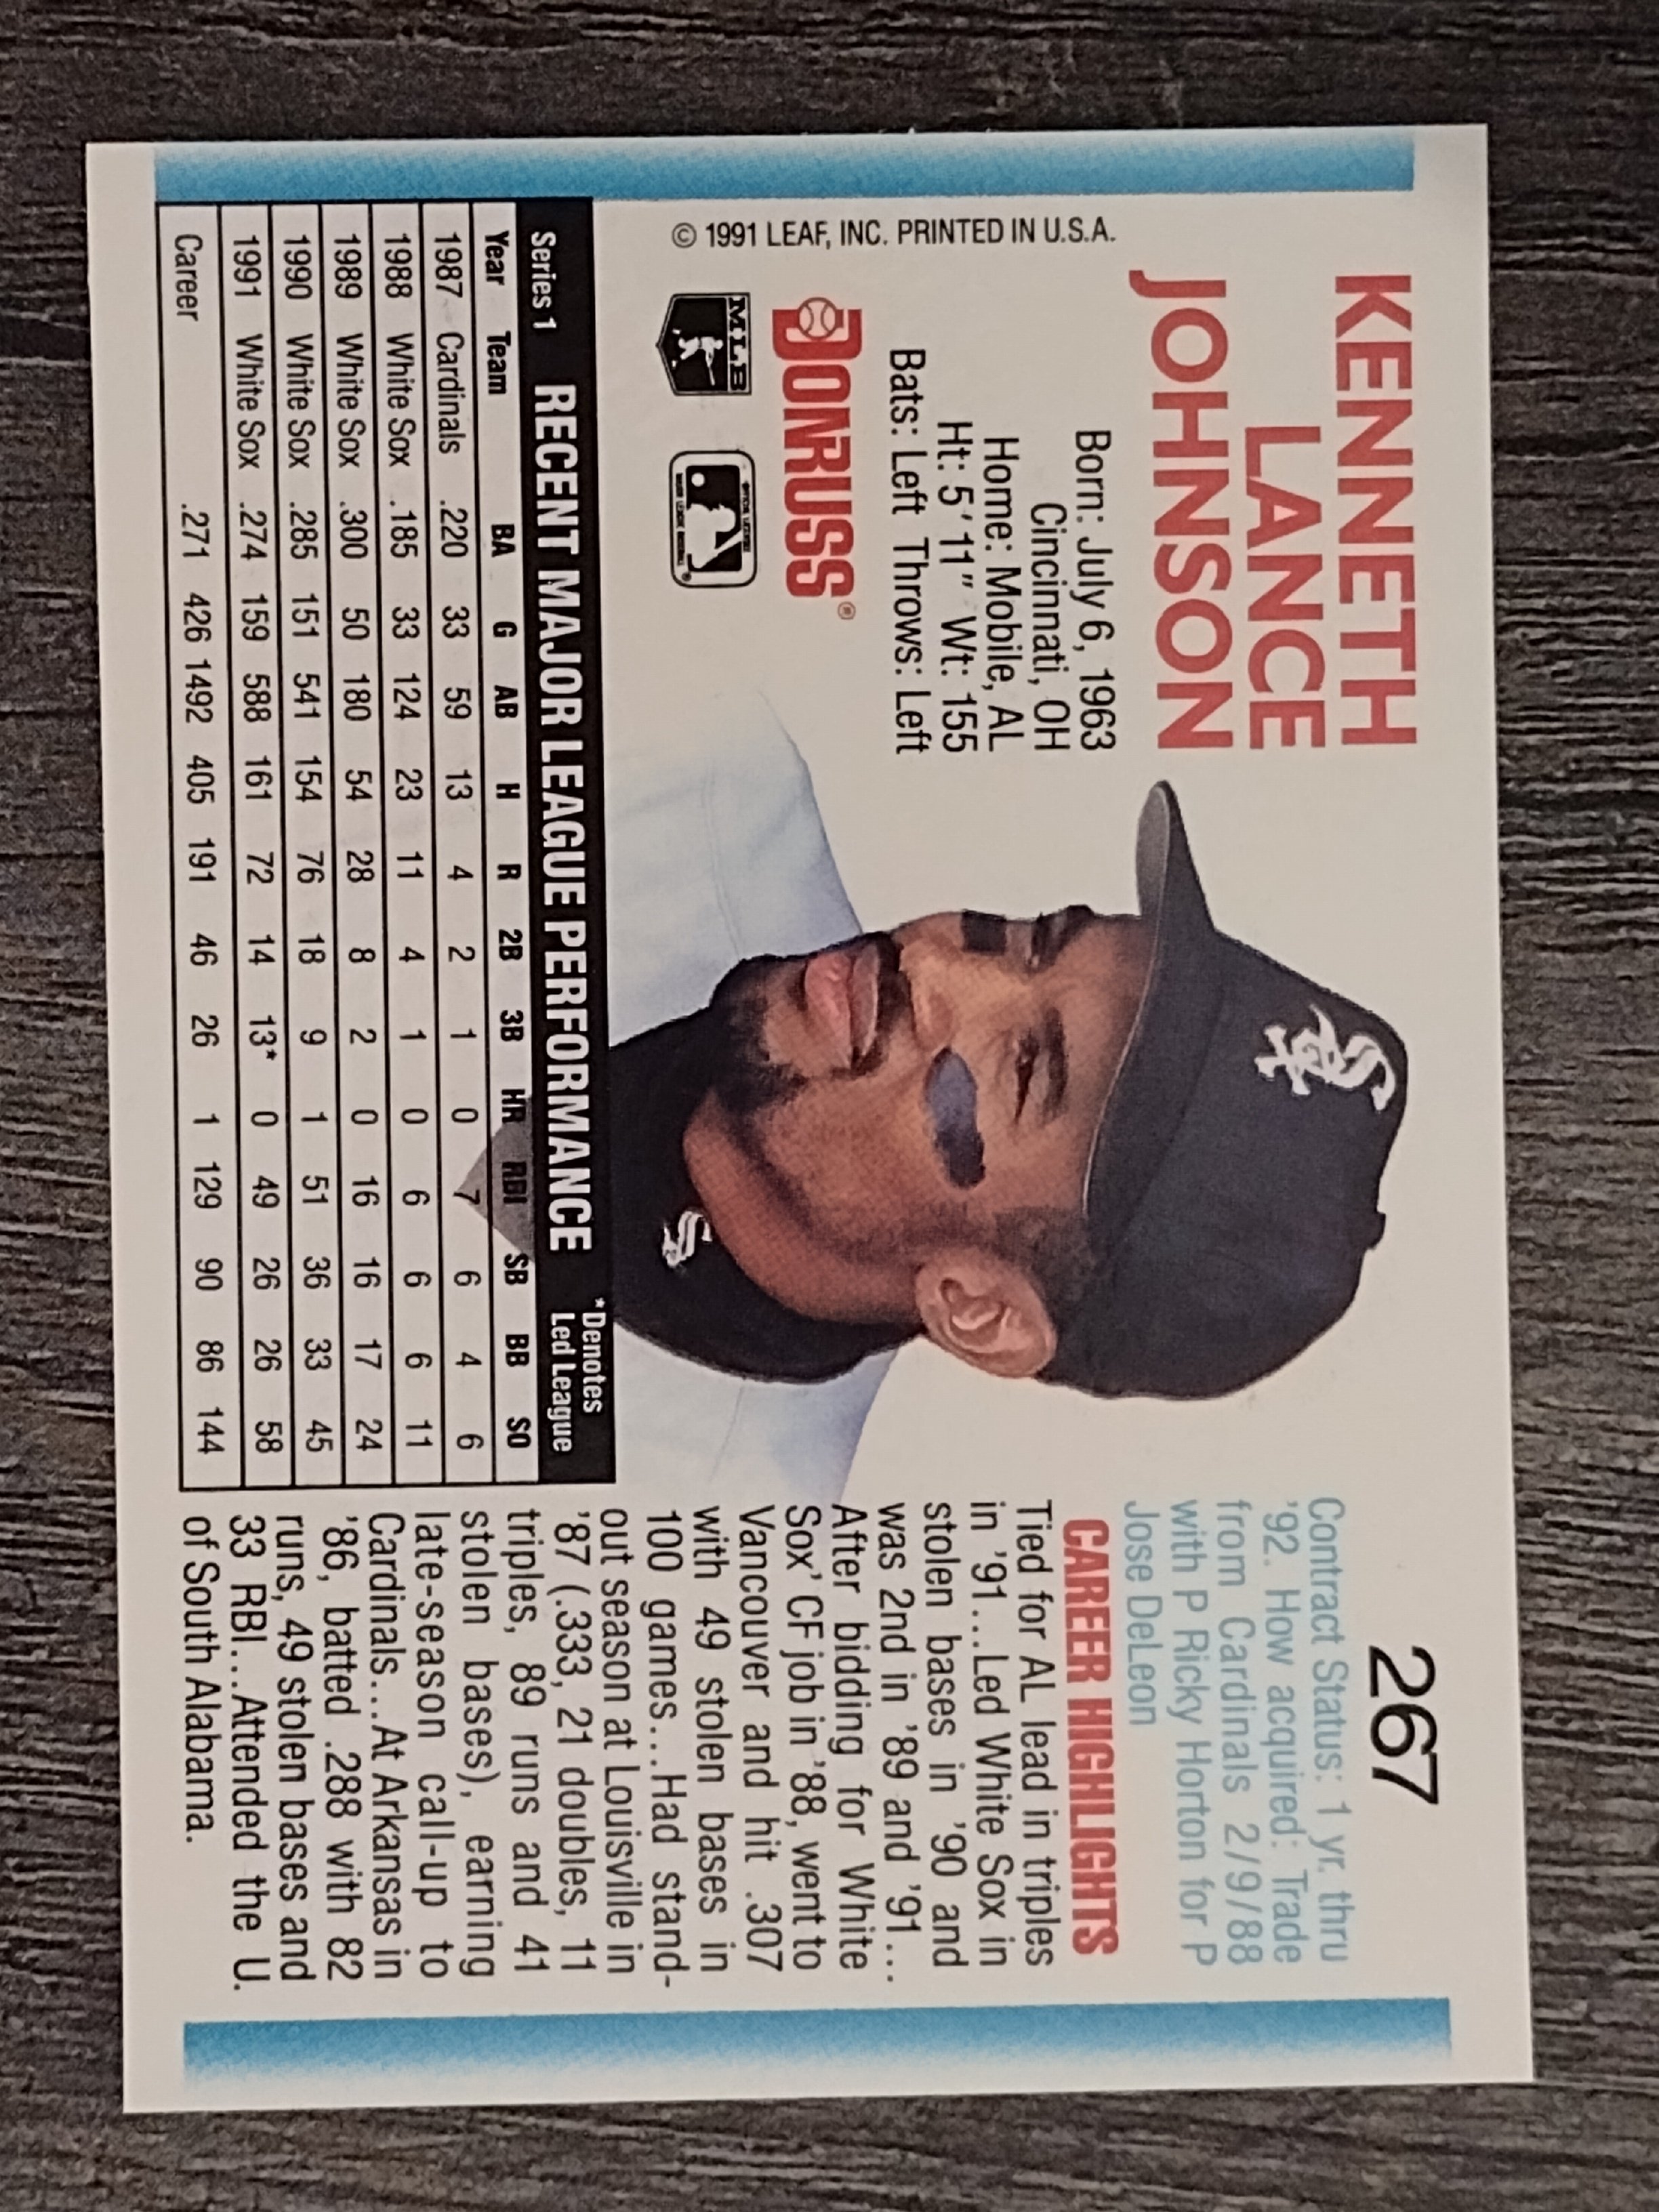 KENNETH
LANCE
JOHNSON
Born: July 6, 1963
Cincinnati, OH
Home: Mobile, AL
Ht: 5'11" Wt: 155
Bats: Left Throws: Left
DONRUSS®
MLB
© 1991 LEAF, INC. PRINTED IN U.S.A.
267
Contract Status: 1 yr. thru
'92. How acquired: Trade
from Cardinals 2/9/88
with P Ricky Horton for P
Jose DeLeon
CAREER HIGHLIGHTS
Tied for AL lead in triples
in '91...Led White Sox in
stolen bases in '90 and
was 2nd in '89 and '91...
After bidding for White
Sox' CF job in '88, went to
Vancouver and hit .307
with 49 stolen bases in
100 games...Had stand-
out season at Louisville in
'87 (.333, 21 doubles, 11
triples, 89 runs and 41
stolen bases), earning
late-season call-up to
Cardinals...At Arkansas in
'86, batted .288 with 82
runs, 49 stolen bases and
33 RBI...Attended the U.
of South Alabama.
Sox
S
Series 1 RECENT MAJOR LEAGUE PERFORMANCE *Denotes
Led League
Year Team BA G AB H R 2B 3B HR RBI SB BB SO
1987 Cardinals .220 33 59 13 4 2 1 0 7 6 4 6
1988 White Sox .185 33 124 23 11 4 1 0 6 6 6 11
1989 White Sox .300 50 180 54 28 8 2 0 16 16 17 24
1990 White Sox .285 151 541 154 76 18 9 1 51 36 33 45
1991 White Sox .274 159 588 161 72 14 13* 0 49 26 26 58
Career .271 426 1492 405 191 46 26 1 129 90 86 144